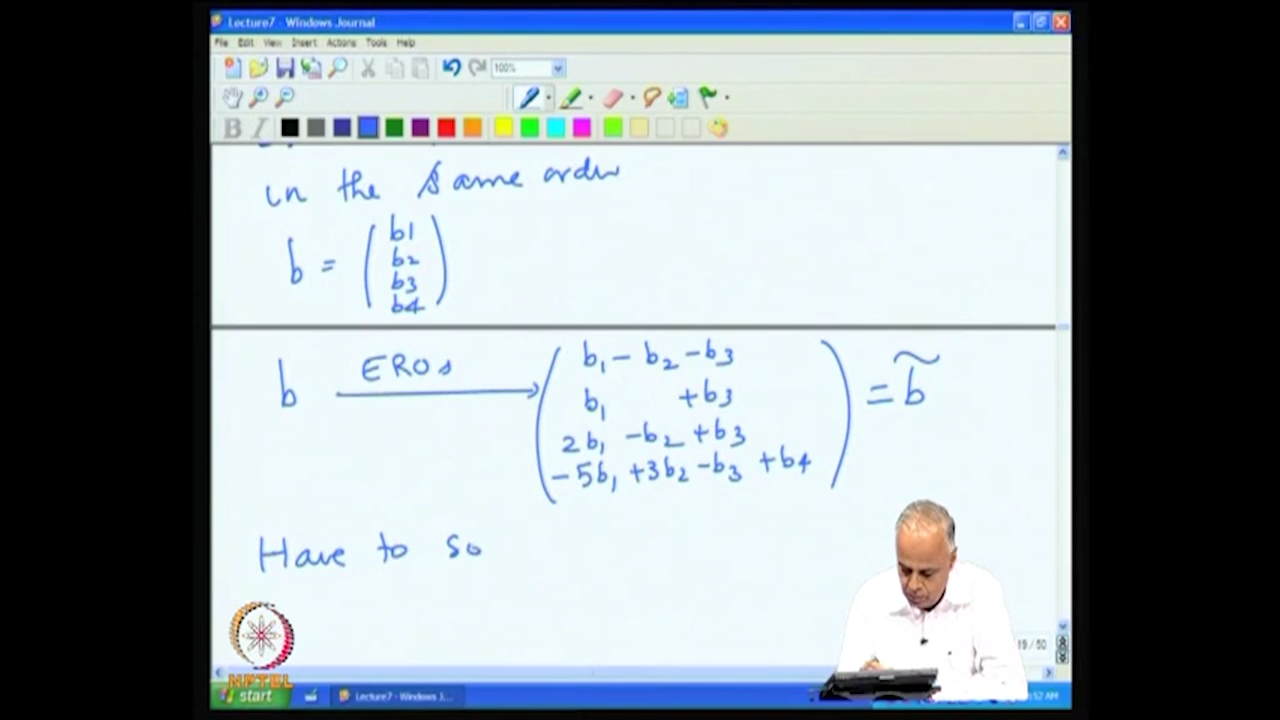 Lecture7 - Windows Journal
File Edit View Insert Actions Tools Help
100%
B I
in the same order
b = ( b1
b2
b3
b4 )
b EROs → ( b₁ - b₂ - b₃
b₁ + b₃
2b₁ - b₂ + b₃
-5b₁ + 3b₂ - b₃ + b₄ ) = b̃
Have to so
NPTEL
start Lecture7 - Windows J...